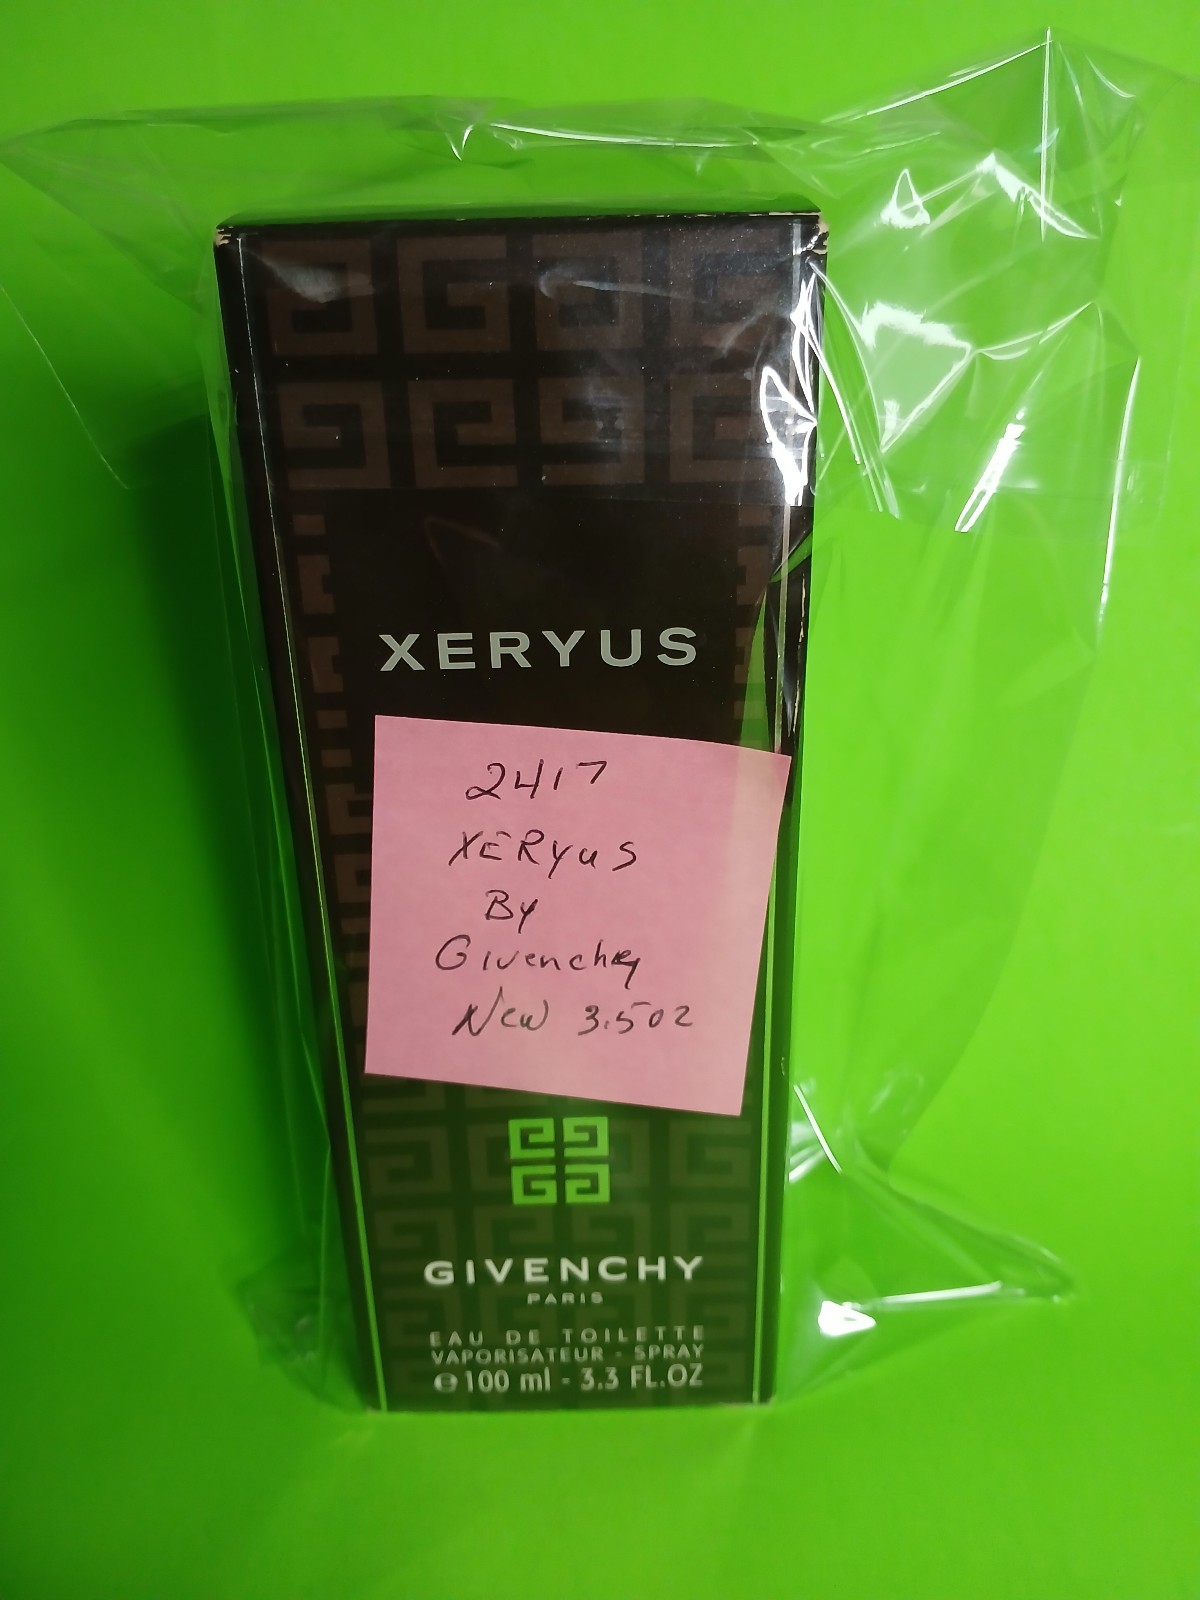 XERYUS
2417
XERyuS
By
Givenchy
New 3.5oz
GIVENCHY
PARIS
EAU DE TOILETTE
VAPORISATEUR - SPRAY
℮ 100 ml - 3.3 FL.OZ